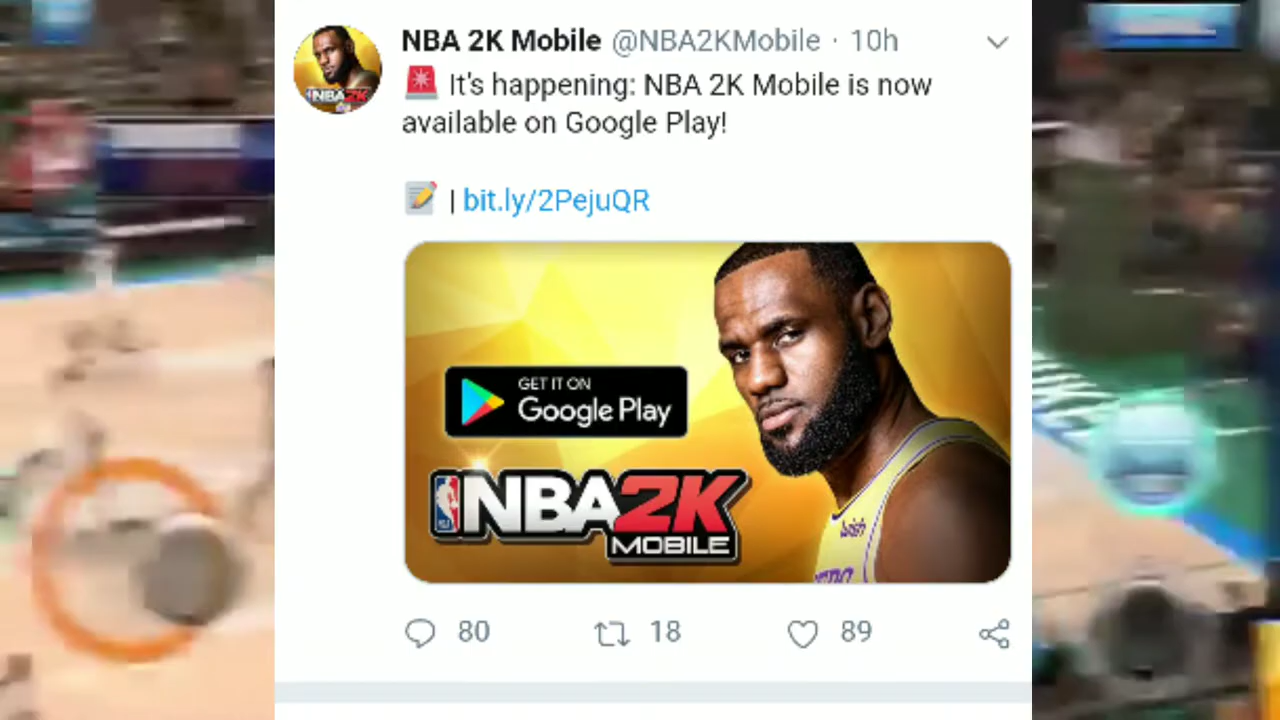 NBA 2K Mobile @NBA2KMobile · 10h
🚨 It's happening: NBA 2K Mobile is now
available on Google Play!
📝 | bit.ly/2PejuQR
GET IT ON
Google Play
NBA2K
MOBILE
wish
80 18 89